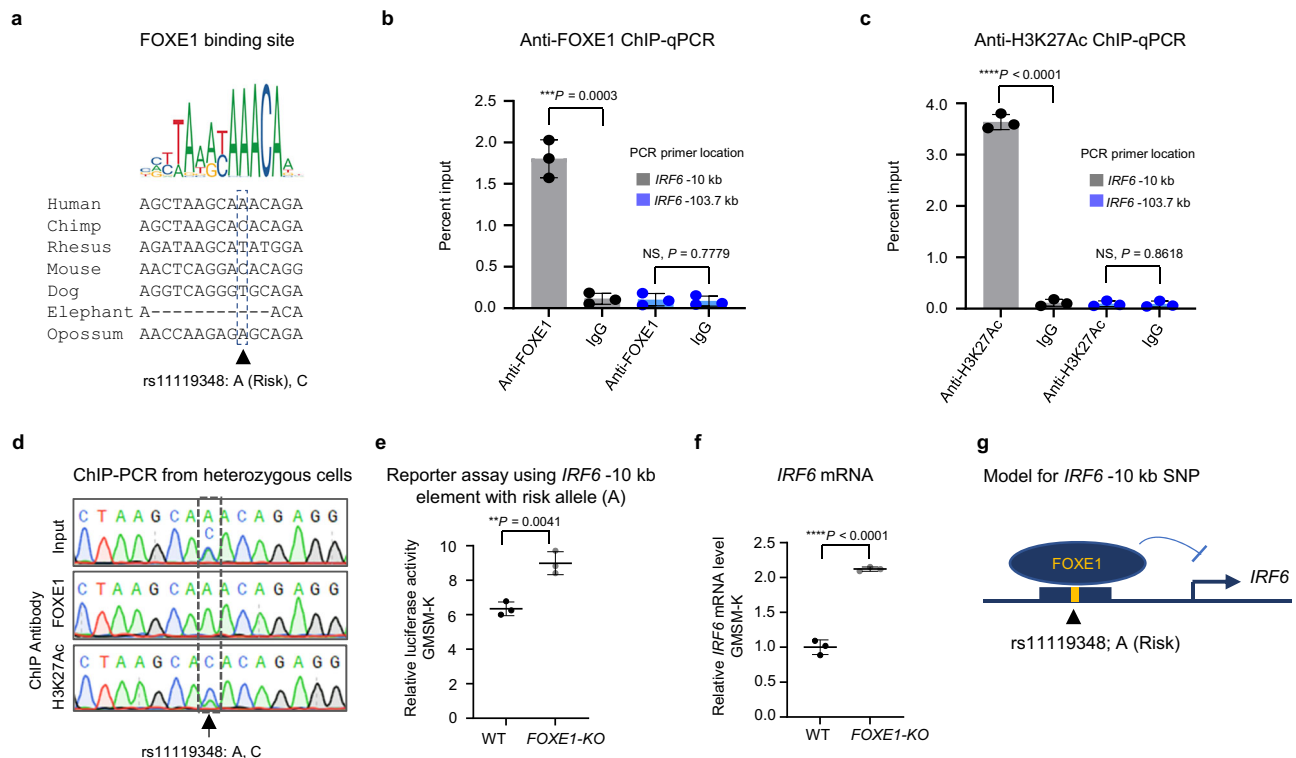 a
FOXE1 binding site
TAAACA
Human AGCTAAGCAAACAGA
Chimp AGCTAAGCACACAGA
Rhesus AGATAAGCATATGGA
Mouse AACTCAGGACACAGG
Dog AGGTCAGGGTGCAGA
Elephant A-----------ACA
Opossum AACCAAGAGAGCAGA
rs11119348: A (Risk), C
b
Anti-FOXE1 ChIP-qPCR
***P = 0.0003
2.5
2.0
1.5
1.0
0.5
0.0
Percent input
PCR primer location
IRF6 -10 kb
IRF6 -103.7 kb
NS, P = 0.7779
Anti-FOXE1
IgG
Anti-FOXE1
IgG
c
Anti-H3K27Ac ChIP-qPCR
****P < 0.0001
4.0
3.0
2.0
1.0
0.0
Percent input
PCR primer location
IRF6 -10 kb
IRF6 -103.7 kb
NS, P = 0.8618
Anti-H3K27Ac
IgG
Anti-H3K27Ac
IgG
d
ChIP-PCR from heterozygous cells
Input
C T A A G C A A A C A G A G G
C
ChIP Antibody
FOXE1
C T A A G C A A A C A G A G G
H3K27Ac
C T A A G C A C A C A G A G G
rs11119348: A, C
e
Reporter assay using IRF6 -10 kb
element with risk allele (A)
**P = 0.0041
Relative luciferase activity
GMSM-K
10
8
6
4
2
0
WT
FOXE1-KO
f
IRF6 mRNA
****P < 0.0001
Relative IRF6 mRNA level
GMSM-K
2.5
2.0
1.5
1.0
0.5
0.0
WT
FOXE1-KO
g
Model for IRF6 -10 kb SNP
FOXE1
IRF6
rs11119348; A (Risk)